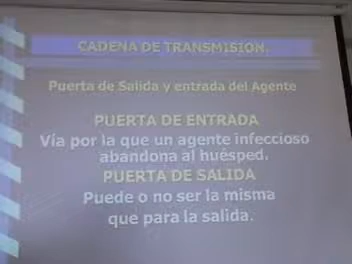 CADENA DE TRANSMISION.
Puerta de Salida y entrada del Agente
PUERTA DE ENTRADA
Vía por la que un agente infeccioso
abandona al huésped.
PUERTA DE SALIDA
Puede o no ser la misma
que para la salida.